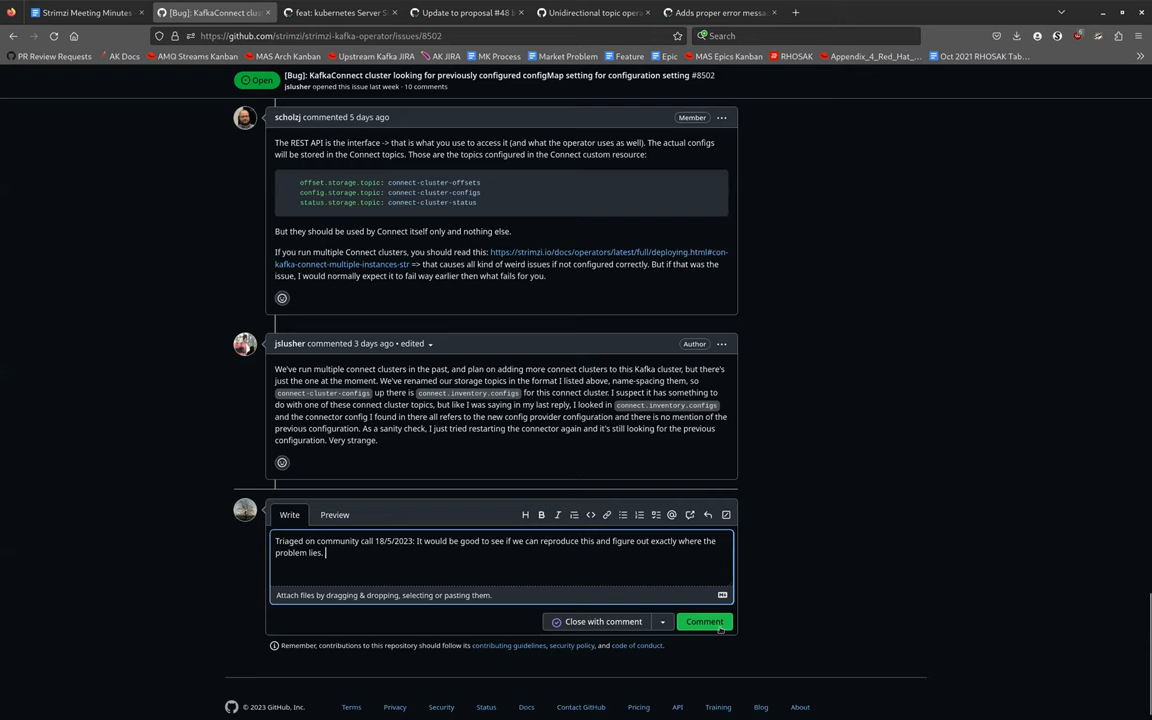 Strimzi Meeting Minutes
[Bug]: KafkaConnect cluster
feat: kubernetes Server S
Update to proposal #48 b
Unidirectional topic oper
Adds proper error messag
https://github.com/strimzi/strimzi-kafka-operator/issues/8502
Search
PR Review Requests
AK Docs
AMQ Streams Kanban
MAS Arch Kanban
Upstream Kafka JIRA
AK JIRA
MK Process
Market Problem
Feature
Epic
MAS Epics Kanban
RHOSAK
Appendix_4_Red_Hat_...
Oct 2021 RHOSAK Tab...
Open
[Bug]: KafkaConnect cluster looking for previously configured configMap setting for configuration setting #8502
jslusher opened this issue last week · 10 comments
scholzj commented 5 days ago
Member
The REST API is the interface -> that is what you use to access it (and what the operator uses as well). The actual configs
will be stored in the Connect topics. Those are the topics configured in the Connect custom resource:
offset.storage.topic: connect-cluster-offsets
config.storage.topic: connect-cluster-configs
status.storage.topic: connect-cluster-status
But they should be used by Connect itself only and nothing else.
If you run multiple Connect clusters, you should read this: https://strimzi.io/docs/operators/latest/full/deploying.html#con-
kafka-connect-multiple-instances-str => that causes all kind of weird issues if not configured correctly. But if that was the
issue, I would normally expect it to fail way earlier then what fails for you.
jslusher commented 3 days ago • edited
Author
We've run multiple connect clusters in the past, and plan on adding more connect clusters to this Kafka cluster, but there's
just the one at the moment. We've renamed our storage topics in the format I listed above, name-spacing them, so
connect-cluster-configs up there is connect.inventory.configs for this connect cluster. I suspect it has something to
do with one of these connect cluster topics, but like I was saying in my last reply, I looked in connect.inventory.configs
and the connector config I found in there all refers to the new config provider configuration and there is no mention of the
previous configuration. As a sanity check, I just tried restarting the connector again and it's still looking for the previous
configuration. Very strange.
Write
Preview
Triaged on community call 18/5/2023: It would be good to see if we can reproduce this and figure out exactly where the
problem lies.
Attach files by dragging & dropping, selecting or pasting them.
Close with comment
Comment
Remember, contributions to this repository should follow its contributing guidelines, security policy, and code of conduct.
© 2023 GitHub, Inc.
Terms
Privacy
Security
Status
Docs
Contact GitHub
Pricing
API
Training
Blog
About